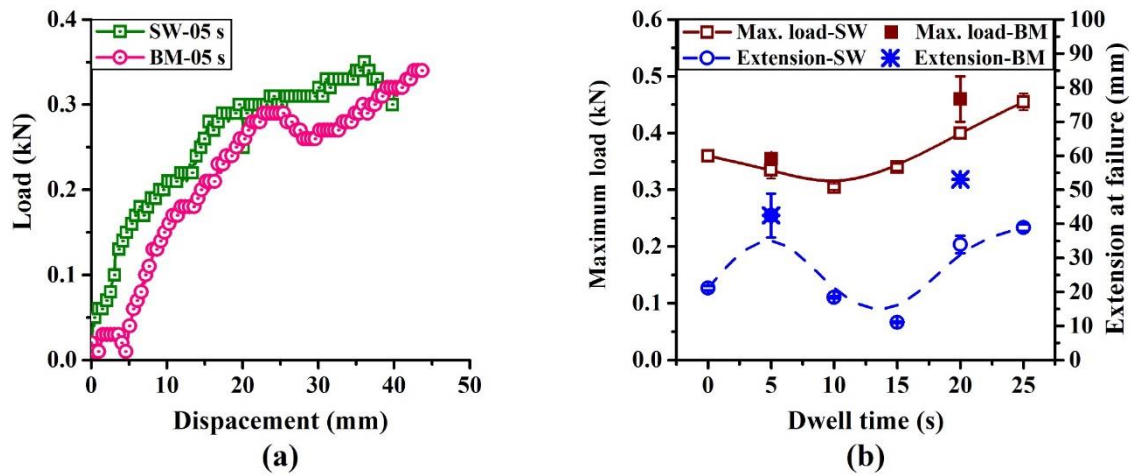 0.4
0.3
0.2
0.1
0.0
Load (kN)
SW-05 s
BM-05 s
0 10 20 30 40 50
Dispacement (mm)
(a)
0.6
0.5
0.4
0.3
0.2
0.1
0.0
Maximum load (kN)
Max. load-SW Max. load-BM
Extension-SW Extension-BM
100
90
80
70
60
50
40
30
20
10
0
Extension at failure (mm)
0 5 10 15 20 25
Dwell time (s)
(b)